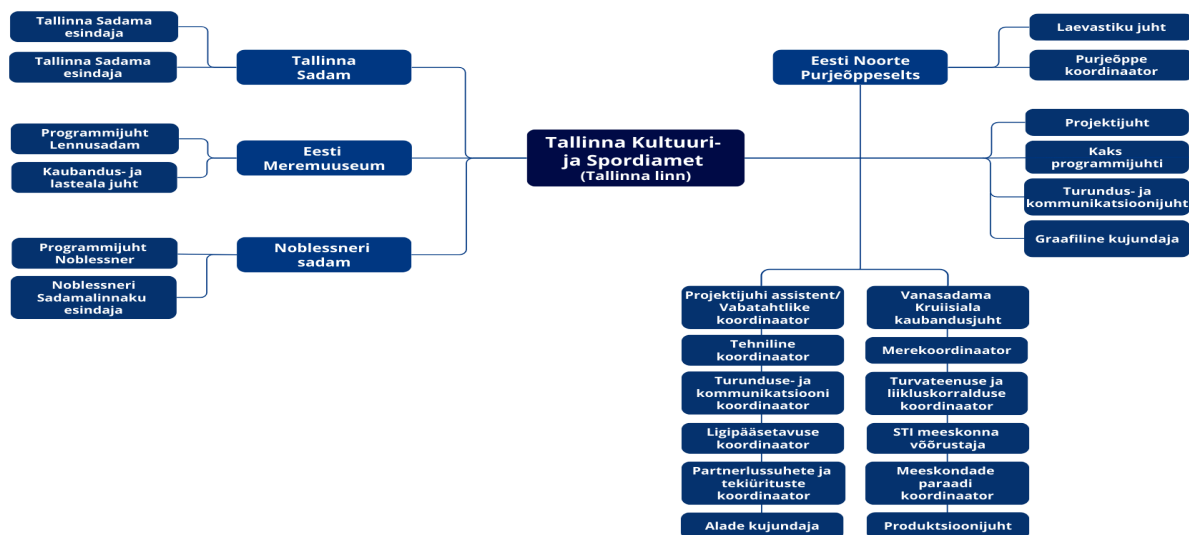 Tallinna Sadama
esindaja
Tallinna Sadama
esindaja
Tallinna
Sadam
Programmijuht
Lennusadam
Kaubandus- ja
lasteala juht
Eesti
Meremuuseum
Programmijuht
Noblessner
Noblessneri
Sadamalinnaku
esindaja
Noblessneri
sadam
Tallinna Kultuuri-
ja Spordiamet
(Tallinna linn)
Eesti Noorte
Purjeõppeselts
Laevastiku juht
Purjeõppe
koordinaator
Projektijuht
Kaks
programmijuhti
Turundus- ja
kommunikatsioonijuht
Graafiline kujundaja
Projektijuhi assistent/
Vabatahtlike
koordinaator
Tehniline
koordinaator
Turunduse- ja
kommunikatsiooni
koordinaator
Ligipääsetavuse
koordinaator
Partnerlussuhete ja
tekiürituste
koordinaator
Alade kujundaja
Vanasadama
Kruiisiala
kaubandusjuht
Merekoordinaator
Turvateenuse ja
liikluskorralduse
koordinaator
STI meeskonna
võõrustaja
Meeskondade
paraadi
koordinaator
Produktsioonijuht